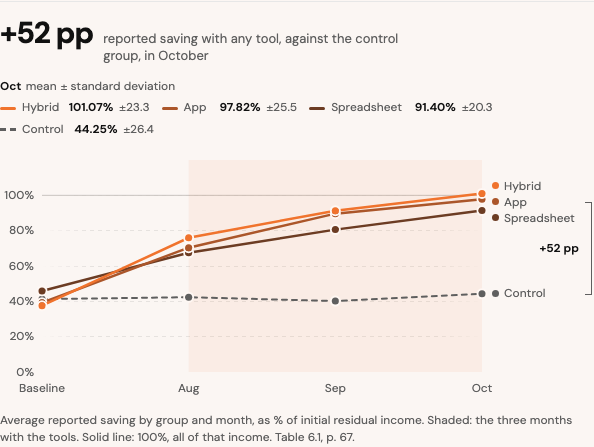 +52 pp reported saving with any tool, against the control
group, in October
Oct mean ± standard deviation
Hybrid 101.07% ±23.3 App 97.82% ±25.5 Spreadsheet 91.40% ±20.3
Control 44.25% ±26.4
100%
80%
60%
40%
20%
0%
Hybrid
App
Spreadsheet
+52 pp
Control
Baseline Aug Sep Oct
Average reported saving by group and month, as % of initial residual income. Shaded: the three months
with the tools. Solid line: 100%, all of that income. Table 6.1, p. 67.